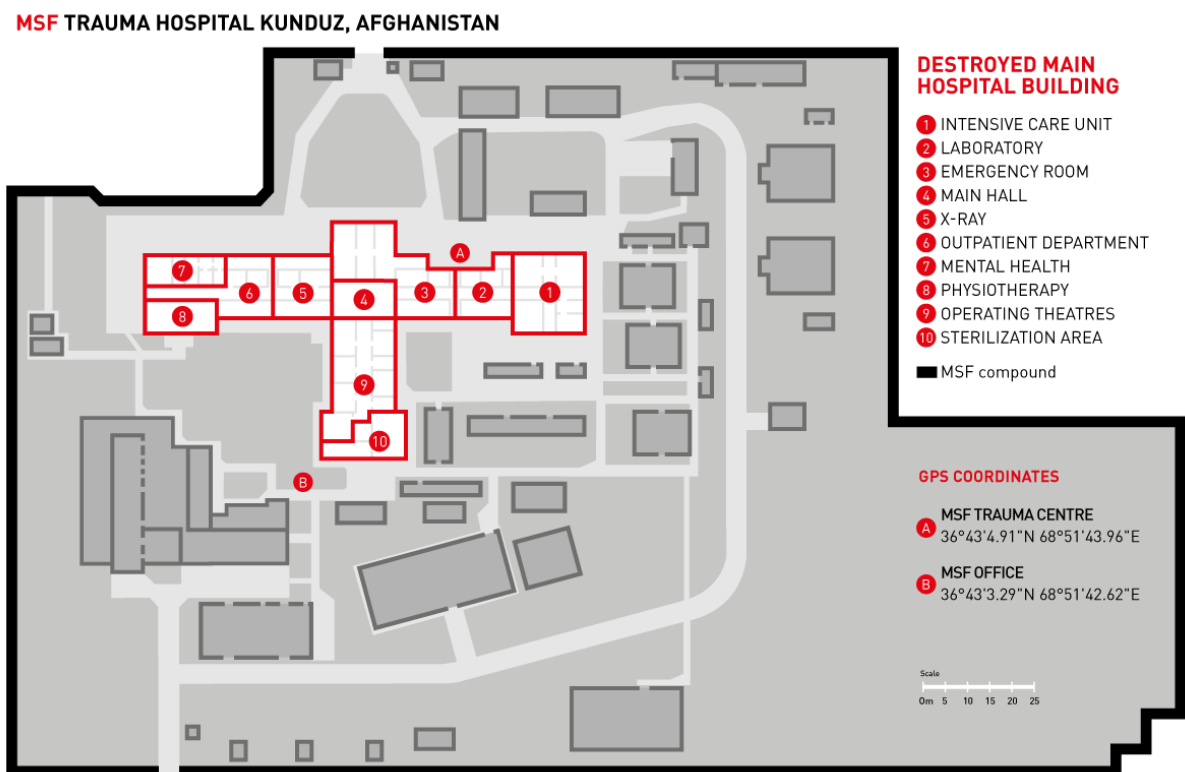 MSF TRAUMA HOSPITAL KUNDUZ, AFGHANISTAN
DESTROYED MAIN
HOSPITAL BUILDING
1 INTENSIVE CARE UNIT
2 LABORATORY
3 EMERGENCY ROOM
4 MAIN HALL
5 X-RAY
6 OUTPATIENT DEPARTMENT
7 MENTAL HEALTH
8 PHYSIOTHERAPY
9 OPERATING THEATRES
10 STERILIZATION AREA
MSF compound
A
7
6
5
4
3
2
1
8
9
10
B
GPS COORDINATES
A MSF TRAUMA CENTRE
36°43'4.91"N 68°51'43.96"E
B MSF OFFICE
36°43'3.29"N 68°51'42.62"E
Scale
0m 5 10 15 20 25